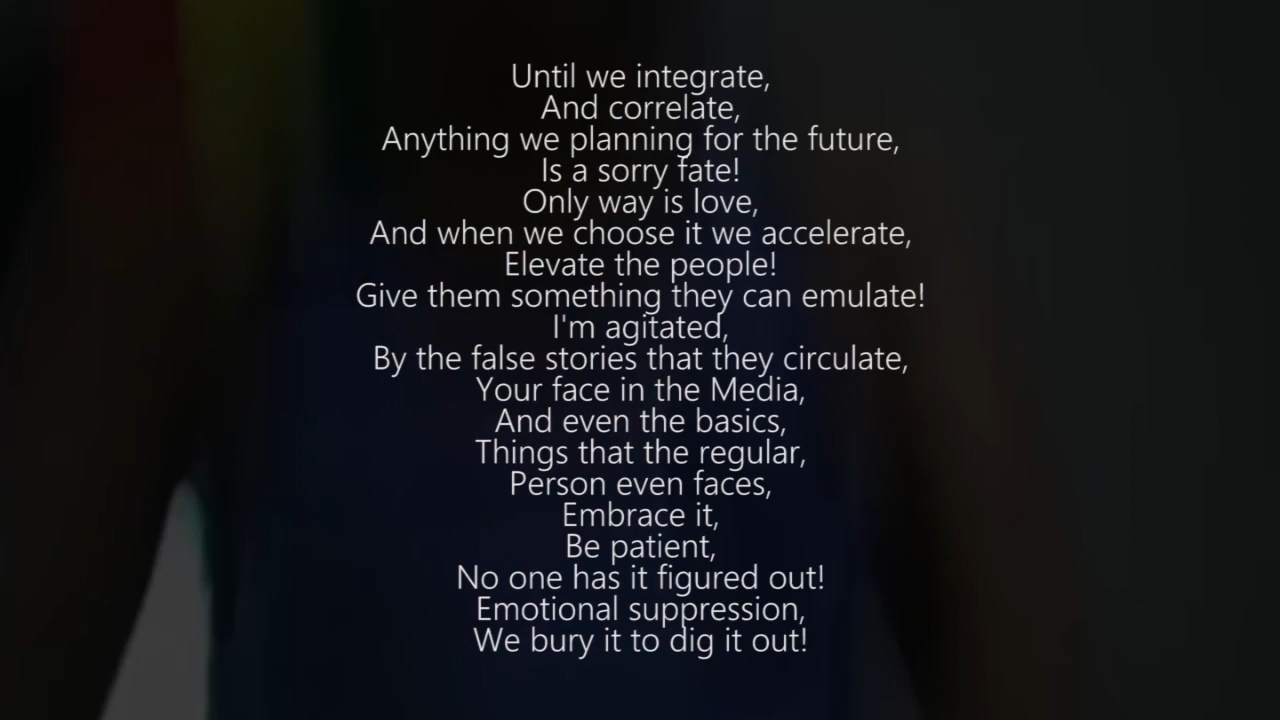 Until we integrate,
And correlate,
Anything we planning for the future,
Is a sorry fate!
Only way is love,
And when we choose it we accelerate,
Elevate the people!
Give them something they can emulate!
I'm agitated,
By the false stories that they circulate,
Your face in the Media,
And even the basics,
Things that the regular,
Person even faces,
Embrace it,
Be patient,
No one has it figured out!
Emotional suppression,
We bury it to dig it out!